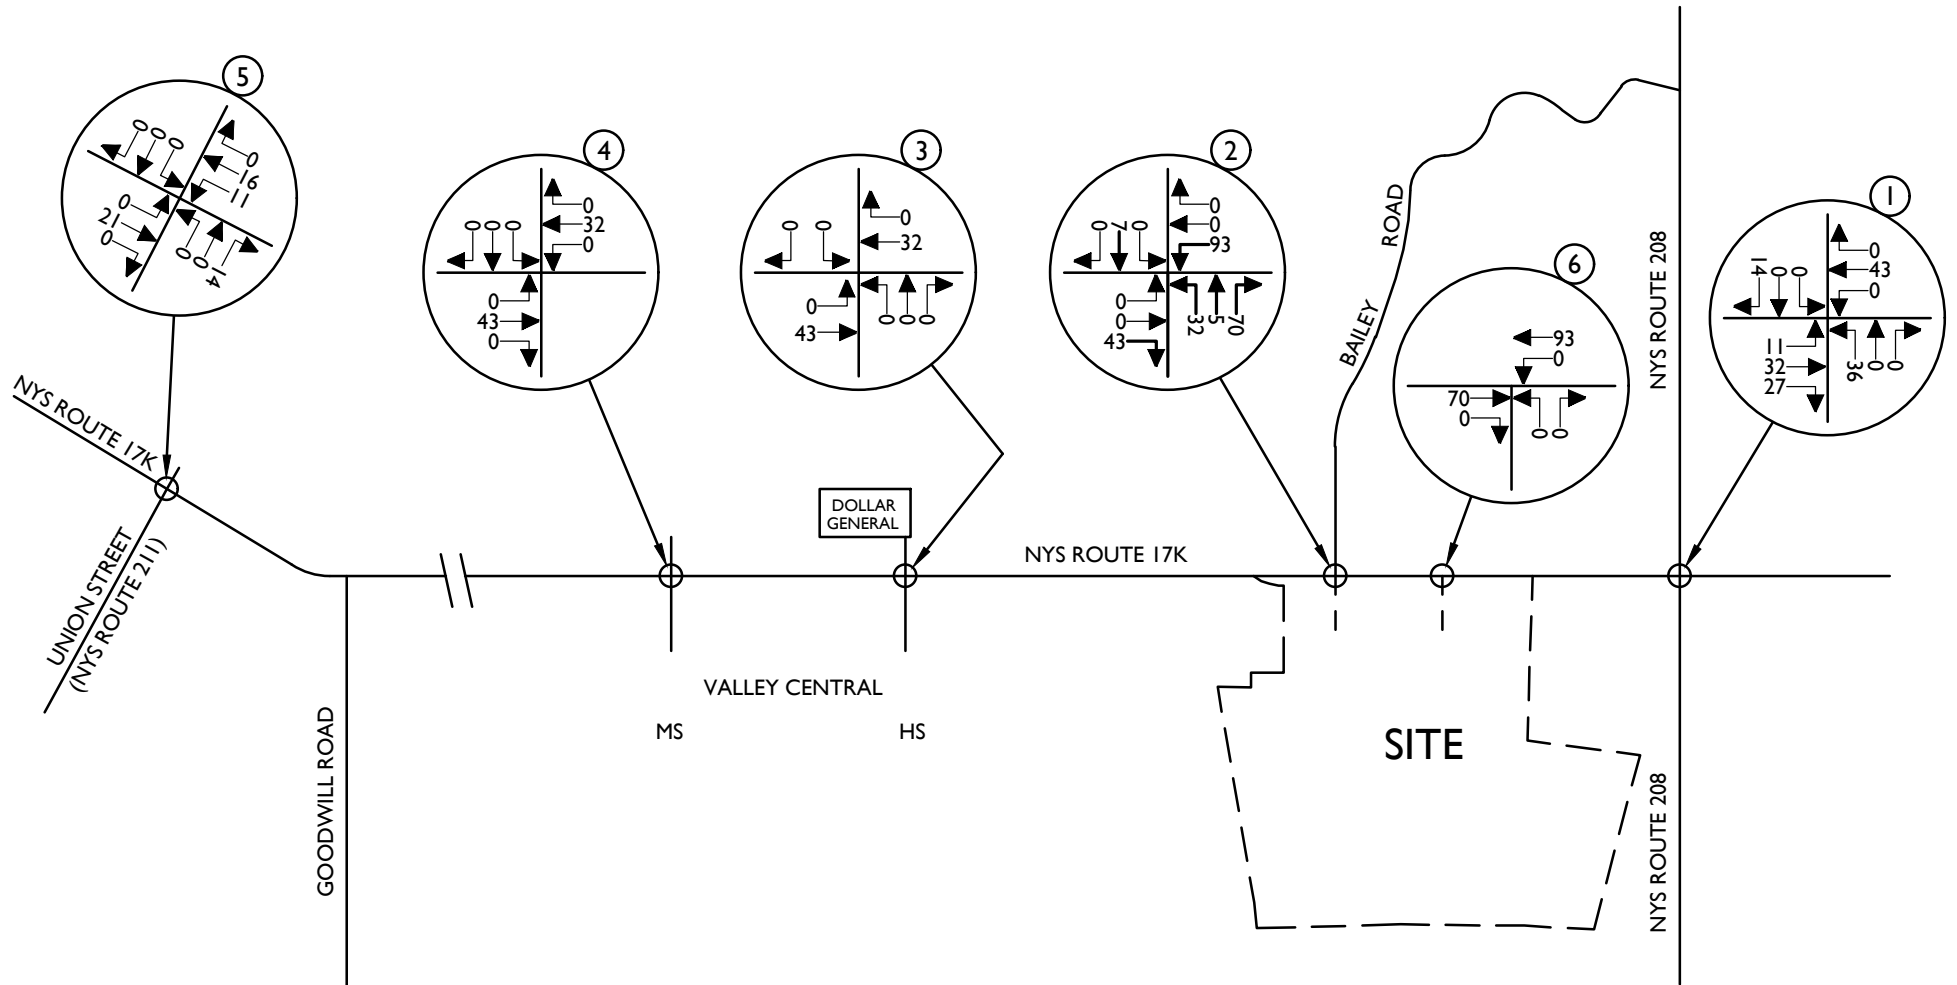 5
0 0 0
0
16
11
0
21
0
0 0 14
4
0 0 0
0
32
0
0
43
0
3
0 0
0
32
0
43
0 0 0
2
0 7 0
0
0
93
0
0
43
32 5 70
6
93
0
70
0
0 0
1
14 0 0
0
43
0
11
32
27
36 0 0
BAILEY ROAD
NYS ROUTE 208
NYS ROUTE 17K
UNION STREET
(NYS ROUTE 211)
DOLLAR
GENERAL
NYS ROUTE 17K
GOODWILL ROAD
VALLEY CENTRAL
MS
HS
SITE
NYS ROUTE 208